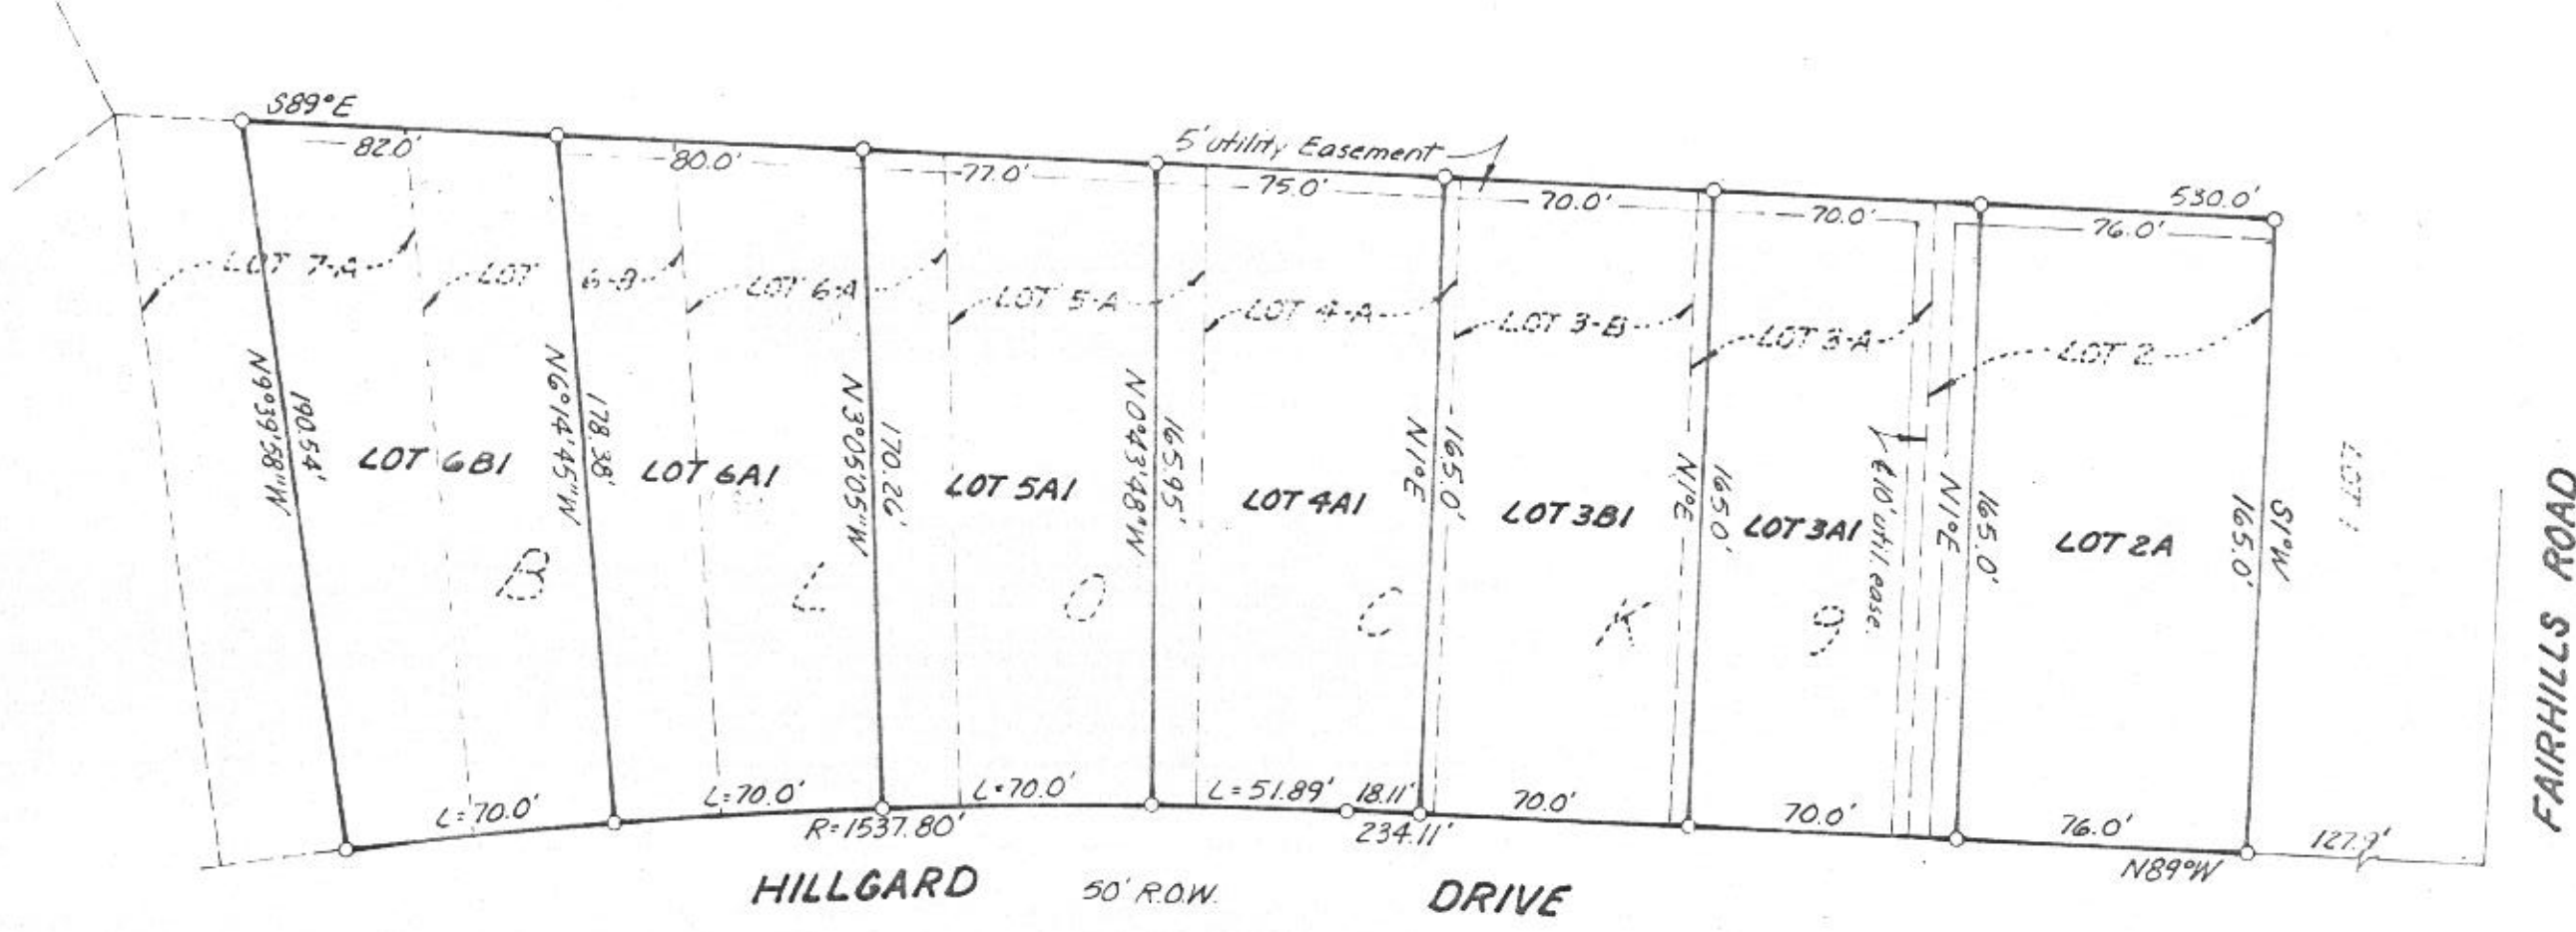 S89°E
82.0'
80.0'
77.0'
5' utility Easement
75.0'
70.0'
70.0'
530.0'
76.0'
LOT 7-A
LOT 6-B
LOT 6-A
LOT 5-A
LOT 4-A
LOT 3-B
LOT 3-A
LOT 2
LOT 1
N9°39'58"W
190.54'
LOT 6B1
N6°14'45"W
178.38'
LOT 6A1
N3°05'05"W
170.26'
LOT 5A1
N0°43'48"W
165.95'
LOT 4A1
N1°E
165.0'
LOT 3B1
N1°E
165.0'
LOT 3A1
10' util. ease.
N1°E
165.0'
LOT 2A
S1°W
165.0'
FAIRHILLS ROAD
BLOCK 9
L=70.0'
L=70.0'
L=70.0'
L=51.89'
18.11'
70.0'
70.0'
76.0'
127.9'
R=1537.80'
234.11'
N89°W
HILLGARD 50' R.O.W. DRIVE